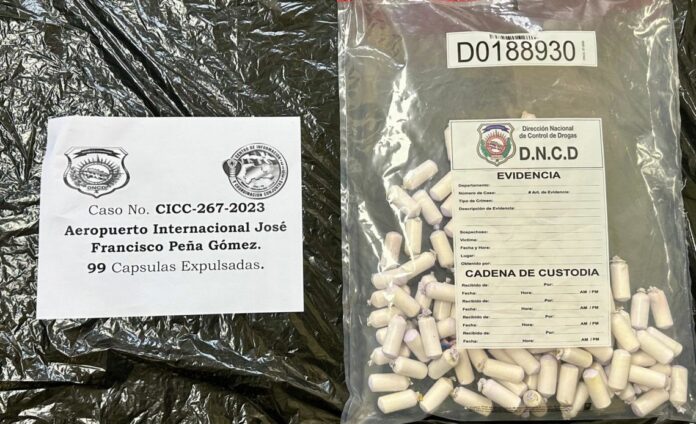 DNCD
Caso No. CICC-267-2023
Aeropuerto Internacional José
Francisco Peña Gómez.
99 Capsulas Expulsadas.
D0188930
Dirección Nacional
de Control de Drogas
D.N.C.D
EVIDENCIA
Departamento:
Número de Caso: # Art. de Evidencia:
Tipo de Crimen:
Descripción de Evidencia:
Sospechoso:
Víctima:
Fecha y Hora:
Lugar:
Obtenido por:
CADENA DE CUSTODIA
Recibido de: Por:
Fecha: Hora: AM / PM
Recibido de: Por:
Fecha: Hora: AM / PM
Recibido de: Por:
Fecha: Hora: AM / PM
Recibido de: Por:
Fecha: Hora: AM / PM